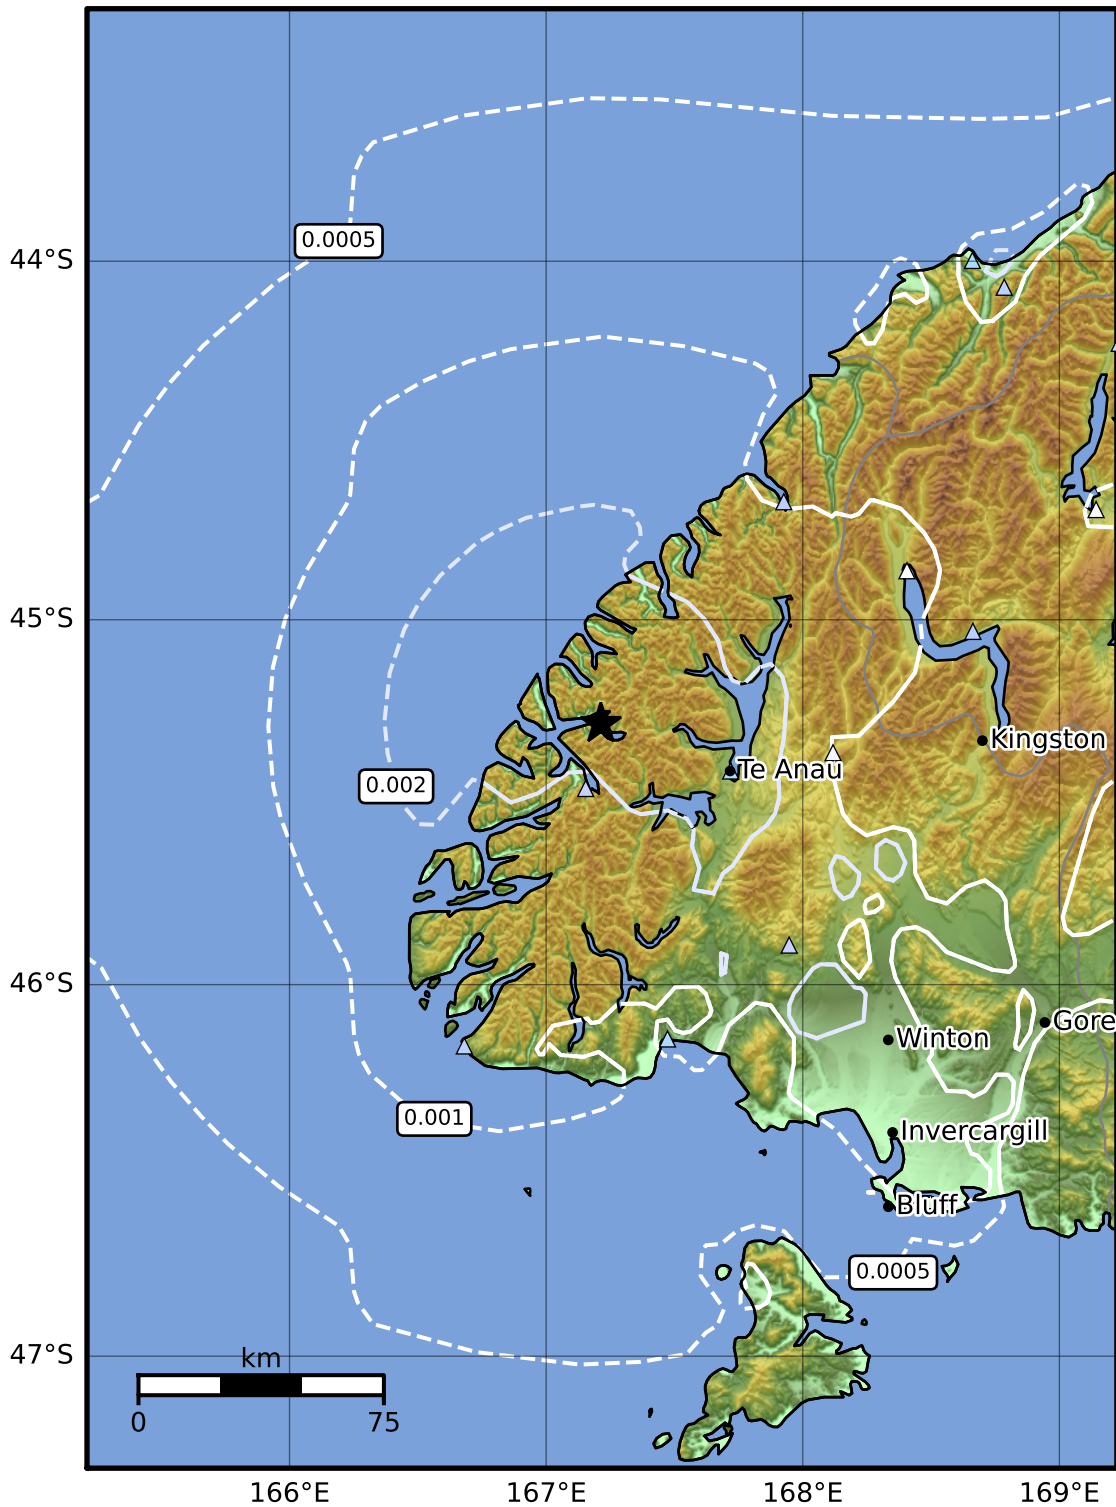 0.0005
44°S
45°S
Kingston
Te Anau
0.002
46°S
Gore
Winton
0.001
Invercargill
Bluff
0.0005
47°S
km
0
75
166°E
167°E
168°E
169°E